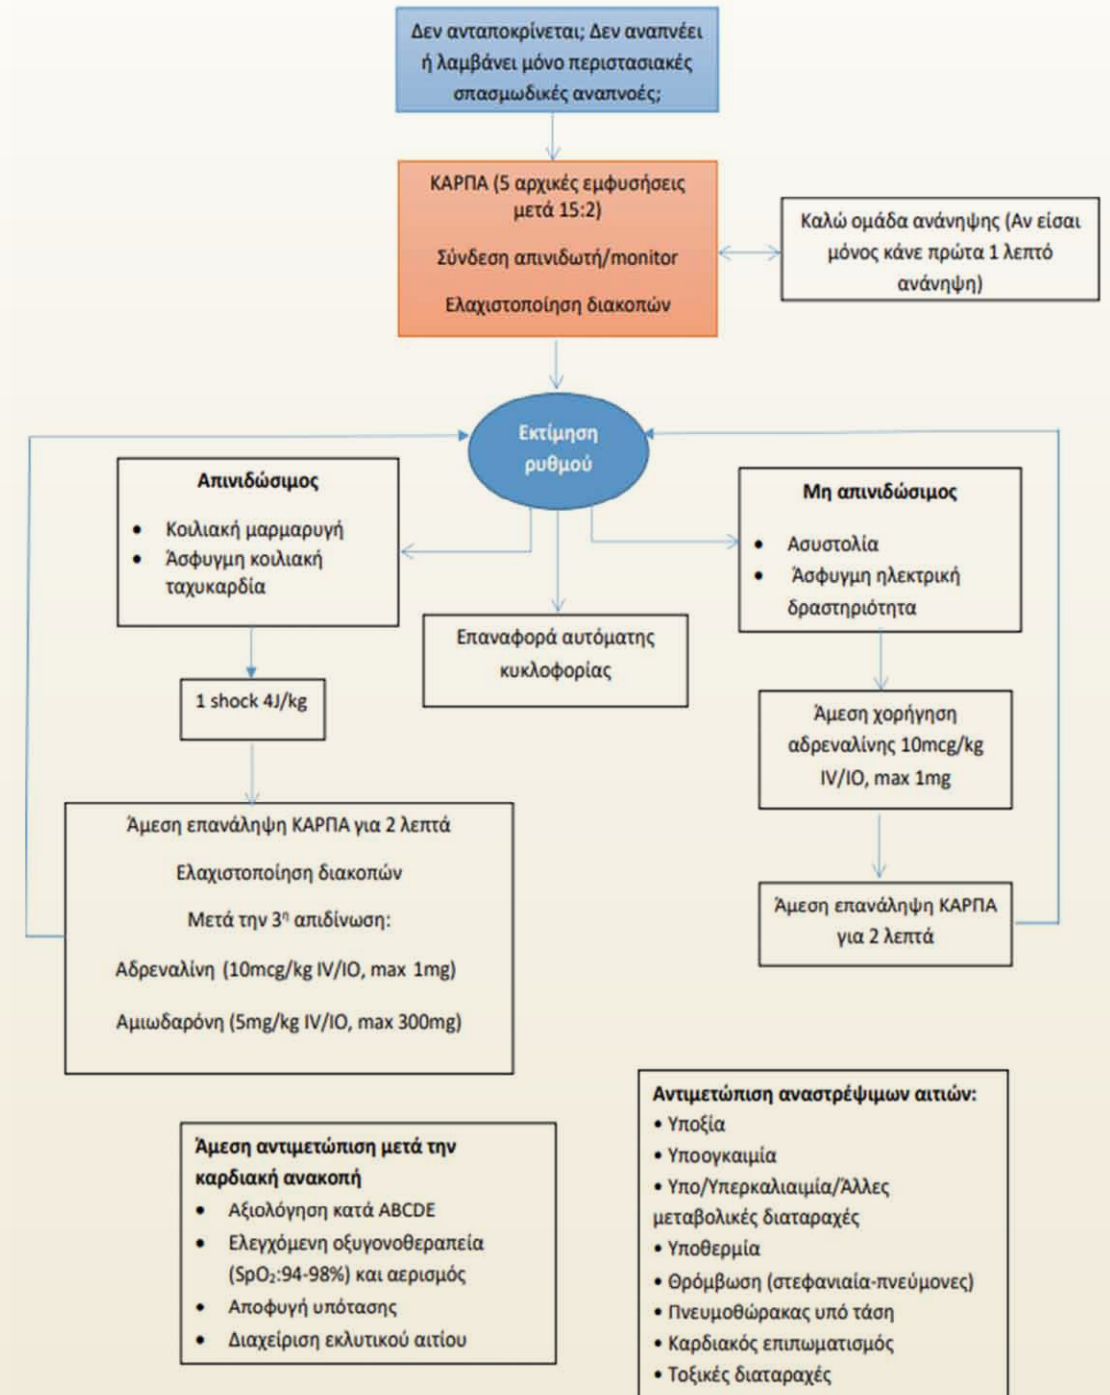 Δεν ανταποκρίνεται; Δεν αναπνέει
ή λαμβάνει μόνο περιστασιακές
σπασμωδικές αναπνοές;
ΚΑΡΠΑ (5 αρχικές εμφυσήσεις
μετά 15:2)
Σύνδεση απινιδωτή/monitor
Ελαχιστοποίηση διακοπών
Καλώ ομάδα ανάνηψης (Αν είσαι
μόνος κάνε πρώτα 1 λεπτό
ανάνηψη)
Εκτίμηση
ρυθμού
Απινιδώσιμος
• Κοιλιακή μαρμαρυγή
• Άσφυγμη κοιλιακή
ταχυκαρδία
Μη απινιδώσιμος
• Ασυστολία
• Άσφυγμη ηλεκτρική
δραστηριότητα
Επαναφορά αυτόματης
κυκλοφορίας
1 shock 4J/kg
Άμεση χορήγηση
αδρεναλίνης 10mcg/kg
IV/IO, max 1mg
Άμεση επανάληψη ΚΑΡΠΑ για 2 λεπτά
Ελαχιστοποίηση διακοπών
Μετά την 3η απιδίνωση:
Αδρεναλίνη (10mcg/kg IV/IO, max 1mg)
Αμιωδαρόνη (5mg/kg IV/IO, max 300mg)
Άμεση επανάληψη ΚΑΡΠΑ
για 2 λεπτά
Άμεση αντιμετώπιση μετά την
καρδιακή ανακοπή
• Αξιολόγηση κατά ABCDE
• Ελεγχόμενη οξυγονοθεραπεία
(SpO₂:94-98%) και αερισμός
• Αποφυγή υπότασης
• Διαχείριση εκλυτικού αιτίου
Αντιμετώπιση αναστρέψιμων αιτιών:
• Υποξία
• Υποογκαιμία
• Υπο/Υπερκαλιαιμία/Άλλες
μεταβολικές διαταραχές
• Υποθερμία
• Θρόμβωση (στεφανιαία-πνεύμονες)
• Πνευμοθώρακας υπό τάση
• Καρδιακός επιπωματισμός
• Τοξικές διαταραχές